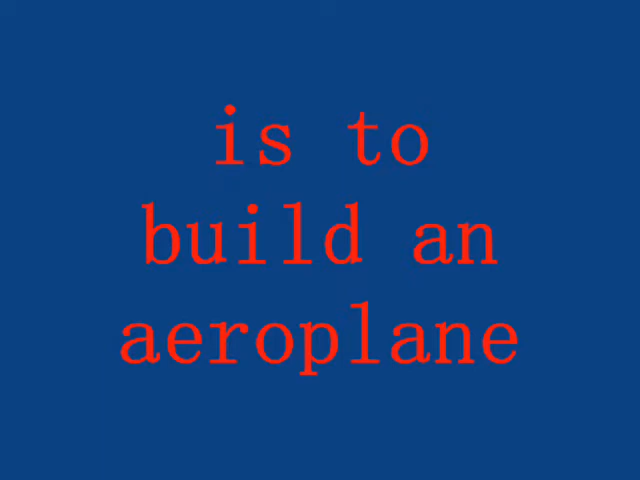 is to
build an
aeroplane